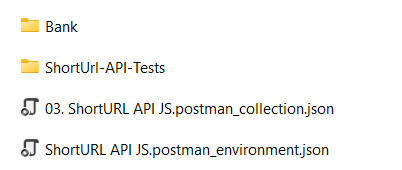 Bank
ShortUrl-API-Tests
03. ShortURL API JS.postman_collection.json
ShortURL API JS.postman_environment.json